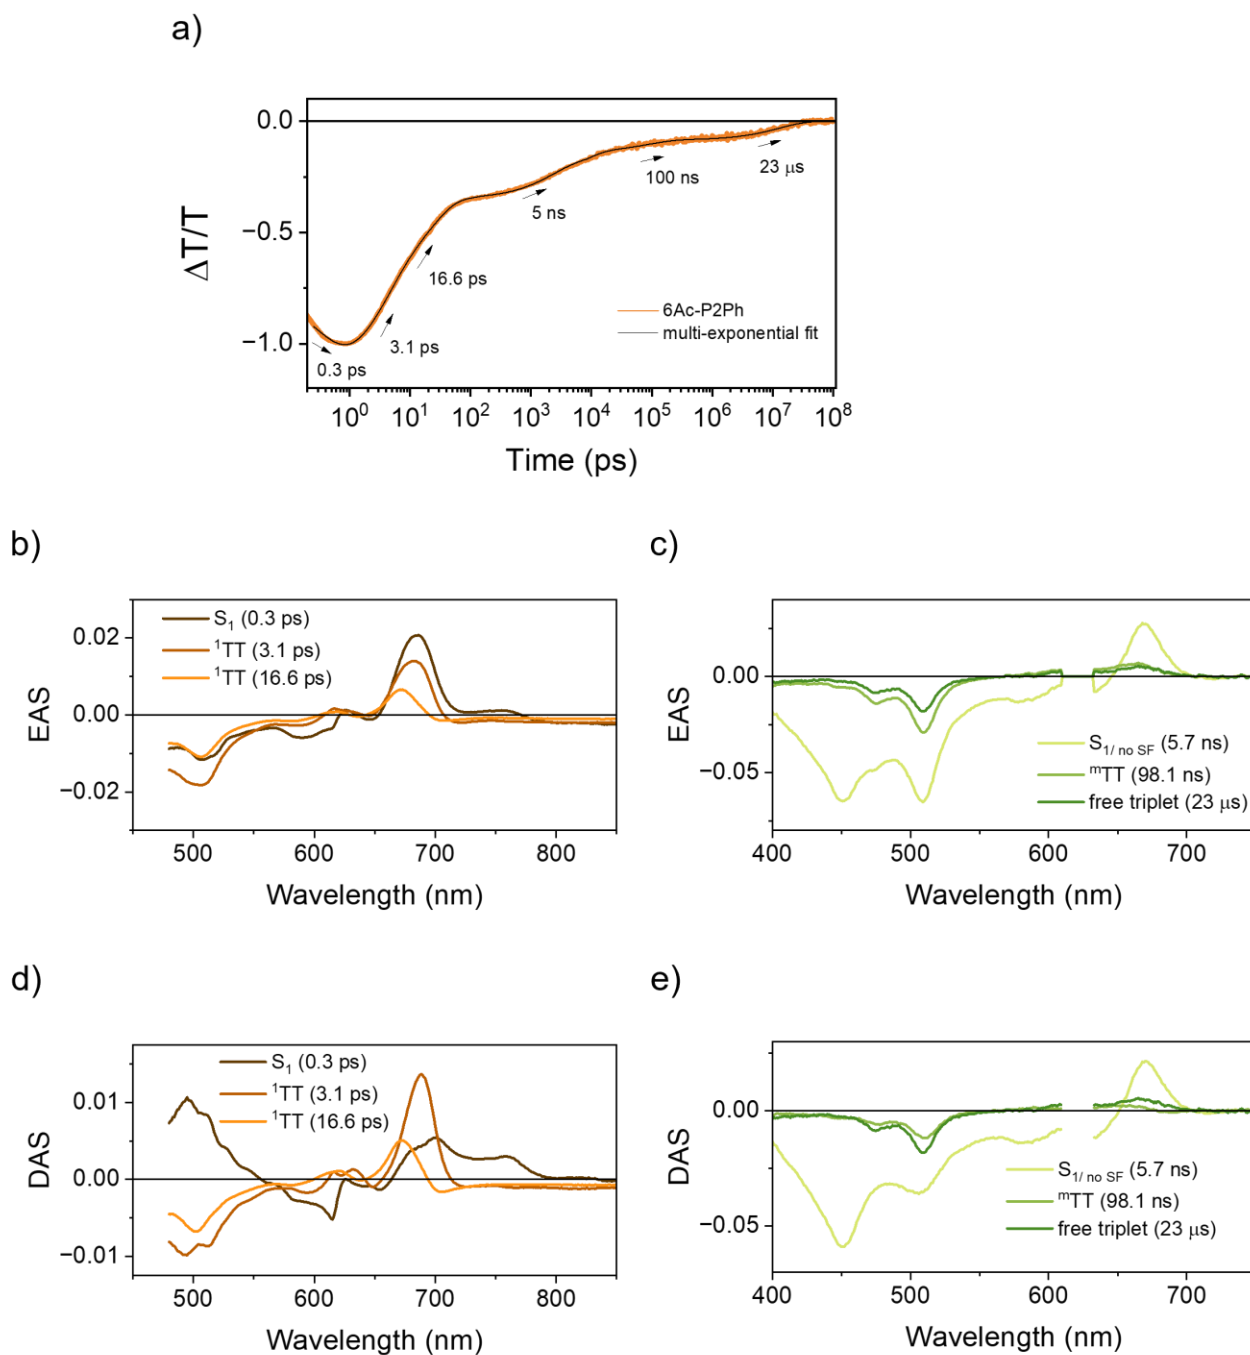 a)
0.0
−0.5
−1.0
ΔT/T
0.3 ps
3.1 ps
16.6 ps
5 ns
100 ns
23 μs
6Ac-P2Ph
multi-exponential fit
10⁰ 10¹ 10² 10³ 10⁴ 10⁵ 10⁶ 10⁷ 10⁸
Time (ps)
b)
0.02
0.00
−0.02
EAS
S₁ (0.3 ps)
¹TT (3.1 ps)
¹TT (16.6 ps)
500 600 700 800
Wavelength (nm)
c)
0.00
−0.05
EAS
S₁/ no SF (5.7 ns)
ᵐTT (98.1 ns)
free triplet (23 μs)
400 500 600 700
Wavelength (nm)
d)
0.01
0.00
−0.01
DAS
S₁ (0.3 ps)
¹TT (3.1 ps)
¹TT (16.6 ps)
500 600 700 800
Wavelength (nm)
e)
0.00
−0.05
DAS
S₁/ no SF (5.7 ns)
ᵐTT (98.1 ns)
free triplet (23 μs)
400 500 600 700
Wavelength (nm)